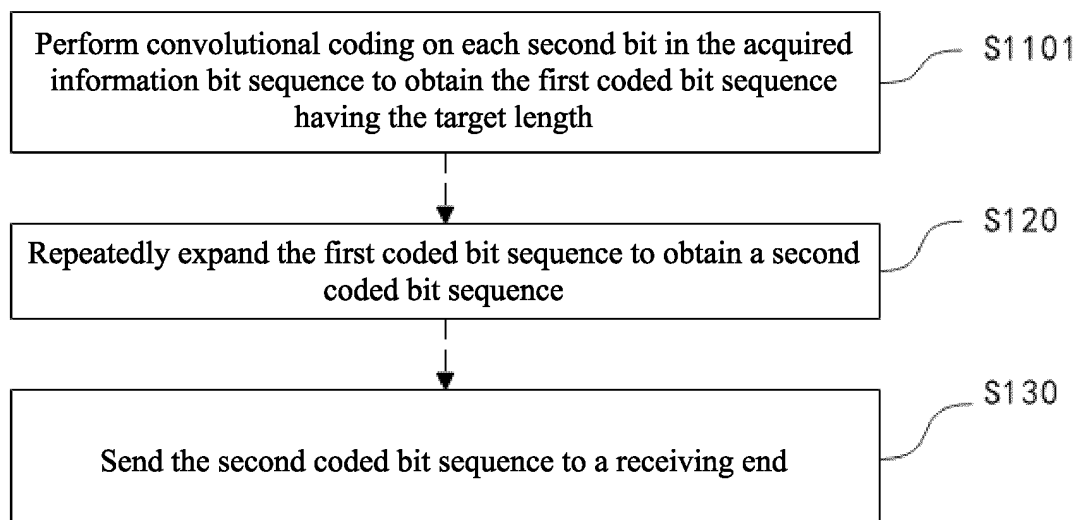 Perform convolutional coding on each second bit in the acquired
information bit sequence to obtain the first coded bit sequence
having the target length
S1101
Repeatedly expand the first coded bit sequence to obtain a second
coded bit sequence
S120
Send the second coded bit sequence to a receiving end
S130